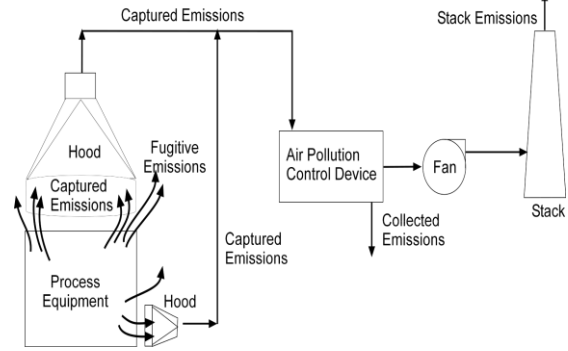 Captured Emissions
Stack Emissions
Hood
Fugitive
Emissions
Captured
Emissions
Air Pollution
Control Device
Fan
Stack
Collected
Emissions
Captured
Emissions
Process
Equipment
Hood